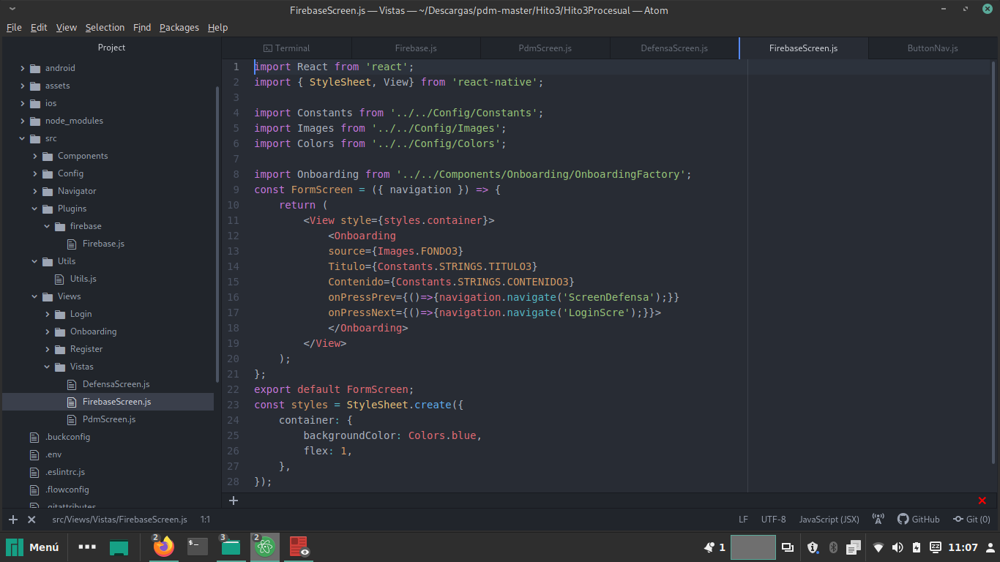 FirebaseScreen.js — Vistas — ~/Descargas/pdm-master/Hito3/Hito3Procesual — Atom
File Edit View Selection Find Packages Help
Project
Terminal
Firebase.js
PdmScreen.js
DefensaScreen.js
FirebaseScreen.js
ButtonNav.js
android
assets
ios
node_modules
src
Components
Config
Navigator
Plugins
firebase
Firebase.js
Utils
Utils.js
Views
Login
Onboarding
Register
Vistas
DefensaScreen.js
FirebaseScreen.js
PdmScreen.js
.buckconfig
.env
.eslintrc.js
.flowconfig
.gitattributes
1 import React from 'react';
2 import { StyleSheet, View} from 'react-native';
3
4 import Constants from '../../Config/Constants';
5 import Images from '../../Config/Images';
6 import Colors from '../../Config/Colors';
7
8 import Onboarding from '../../Components/Onboarding/OnboardingFactory';
9 const FormScreen = ({ navigation }) => {
10     return (
11         <View style={styles.container}>
12             <Onboarding
13             source={Images.FONDO3}
14             Titulo={Constants.STRINGS.TITULO3}
15             Contenido={Constants.STRINGS.CONTENIDO3}
16             onPressPrev={()=>{navigation.navigate('ScreenDefensa');}}
17             onPressNext={()=>{navigation.navigate('LoginScre');}}>
18             </Onboarding>
19         </View>
20     );
21 };
22 export default FormScreen;
23 const styles = StyleSheet.create({
24     container: {
25         backgroundColor: Colors.blue,
26         flex: 1,
27     },
28 });
src/Views/Vistas/FirebaseScreen.js 1:1
LF UTF-8 JavaScript (JSX) GitHub Git (0)
Menú 2 3 2 1 11:07